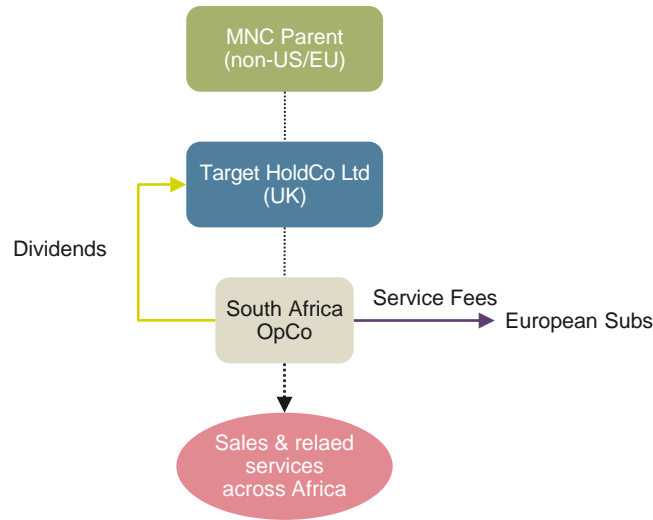 MNC Parent
(non-US/EU)
Target HoldCo Ltd
(UK)
Dividends
South Africa
OpCo
Service Fees
European Subs
Sales & relaed
services
across Africa